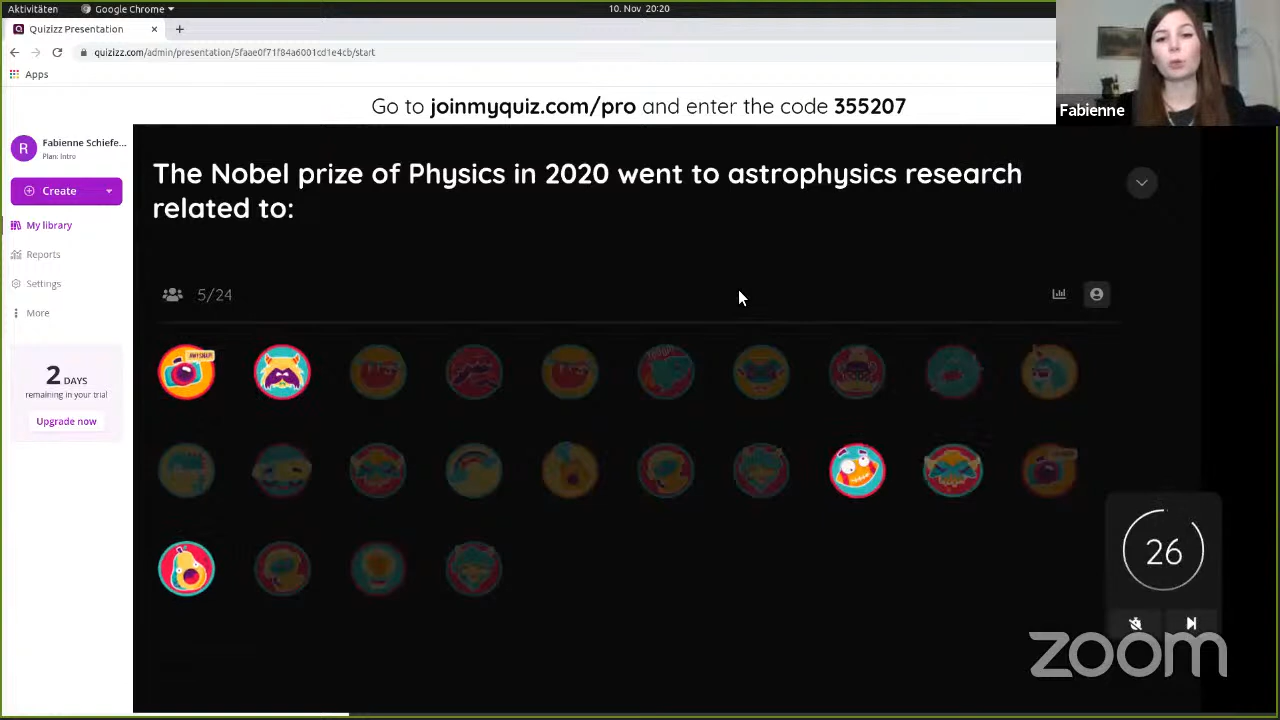 Aktivitäten
Google Chrome
10. Nov 20:20
Quizizz Presentation
quizizz.com/admin/presentation/5faae0f71f84a6001cd1e4cb/start
Apps
Go to joinmyquiz.com/pro and enter the code 355207
Fabienne
R
Fabienne Schiefe...
Plan: Intro
Create
My library
Reports
Settings
More
2 DAYS
remaining in your trial
Upgrade now
The Nobel prize of Physics in 2020 went to astrophysics research
related to:
5/24
26
zoom